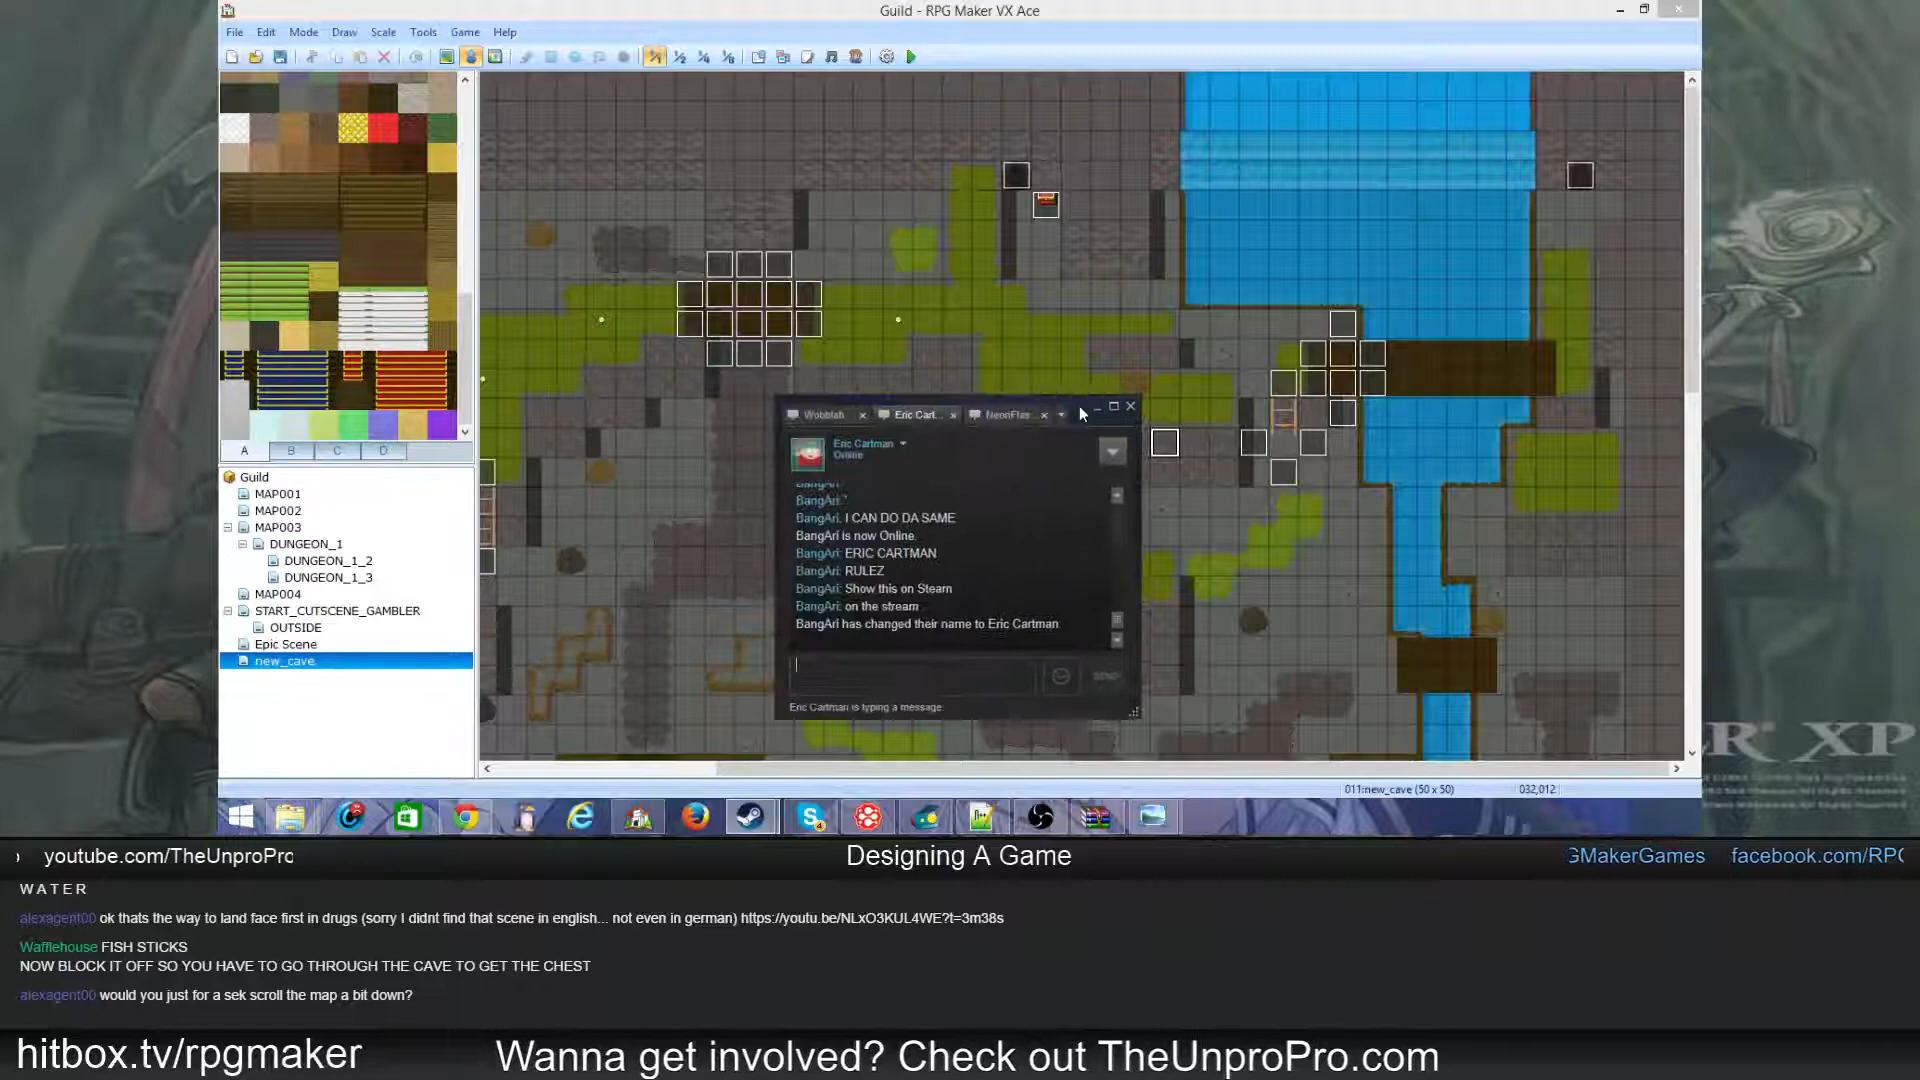 Guild - RPG Maker VX Ace
File Edit Mode Draw Scale Tools Game Help
A B C D
Guild
MAP001
MAP002
MAP003
DUNGEON_1
DUNGEON_1_2
DUNGEON_1_3
MAP004
START_CUTSCENE_GAMBLER
OUTSIDE
Epic Scene
new_cave
Wobblah Eric Cart... NeonFlas...
Eric Cartman
Online
BangAri:
BangAri: `
BangAri: I CAN DO DA SAME
BangAri is now Online.
BangAri: ERIC CARTMAN
BangAri: RULEZ
BangAri: Show this on Stearn
BangAri: on the stream
BangAri has changed their name to Eric Cartman.
SEND
Eric Cartman is typing a message
R XP
011:new_cave (50 x 50) 032,012
youtube.com/TheUnproPro
Designing A Game
GMakerGames facebook.com/RPG
W A T E R
alexagent00 ok thats the way to land face first in drugs (sorry I didnt find that scene in english... not even in german) https://youtu.be/NLxO3KUL4WE?t=3m38s
Wafflehouse FISH STICKS
NOW BLOCK IT OFF SO YOU HAVE TO GO THROUGH THE CAVE TO GET THE CHEST
alexagent00 would you just for a sek scroll the map a bit down?
hitbox.tv/rpgmaker
Wanna get involved? Check out TheUnproPro.com